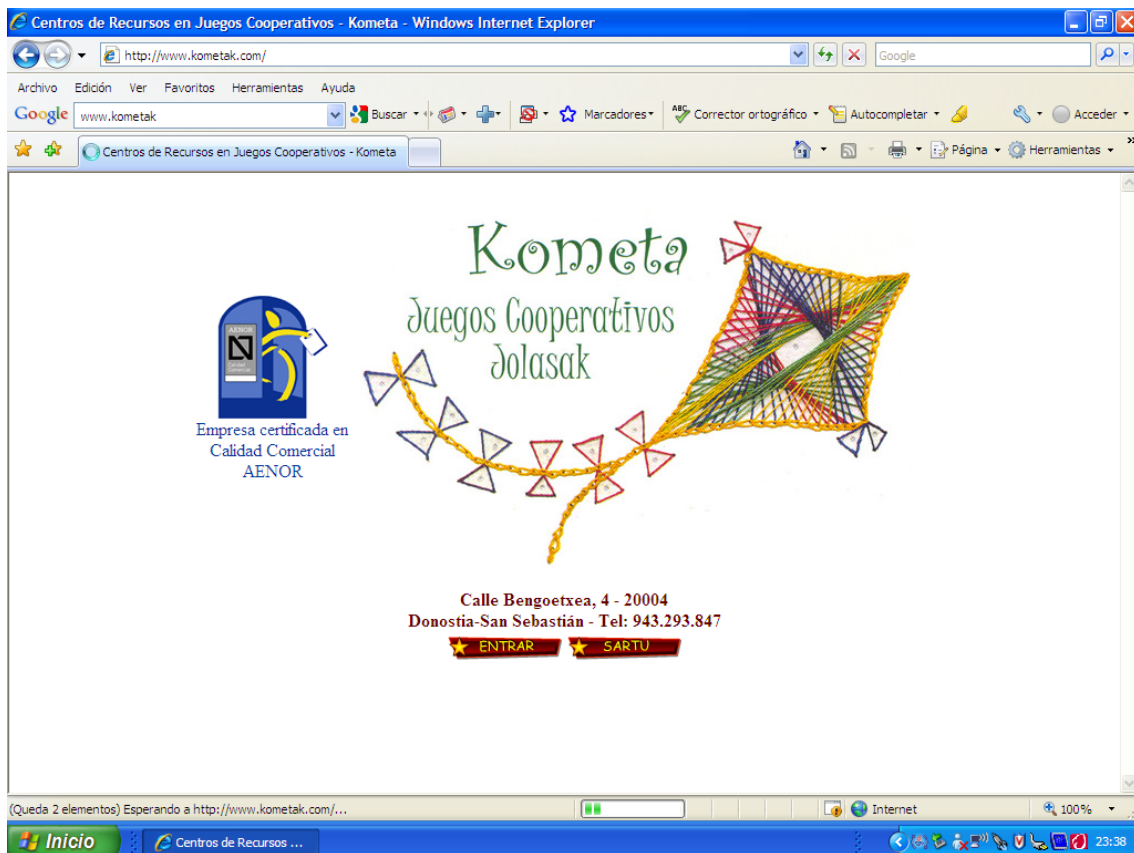 Centros de Recursos en Juegos Cooperativos - Kometa - Windows Internet Explorer
http://www.kometak.com/
Google
Archivo Edición Ver Favoritos Herramientas Ayuda
Google www.kometak Buscar Marcadores ABC Corrector ortográfico Autocompletar Acceder
Centros de Recursos en Juegos Cooperativos - Kometa Página Herramientas »
Kometa
Juegos Cooperativos
Jolasak
AENOR
N
Calidad
Comercial
Empresa certificada en
Calidad Comercial
AENOR
Calle Bengoetxea, 4 - 20004
Donostia-San Sebastián - Tel: 943.293.847
ENTRAR SARTU
(Queda 2 elementos) Esperando a http://www.kometak.com/... Internet 100%
Inicio Centros de Recursos ... 23:38